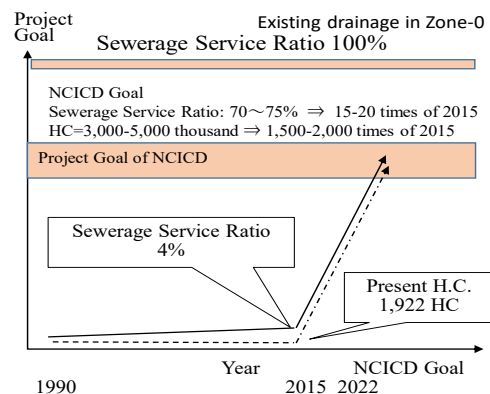 Project
Goal
Existing drainage in Zone-0
Sewerage Service Ratio 100%
NCICD Goal
Sewerage Service Ratio: 70～75% ⇒ 15-20 times of 2015
HC=3,000-5,000 thousand ⇒ 1,500-2,000 times of 2015
Project Goal of NCICD
Sewerage Service Ratio
4%
Present H.C.
1,922 HC
Year
NCICD Goal
1990
2015 2022